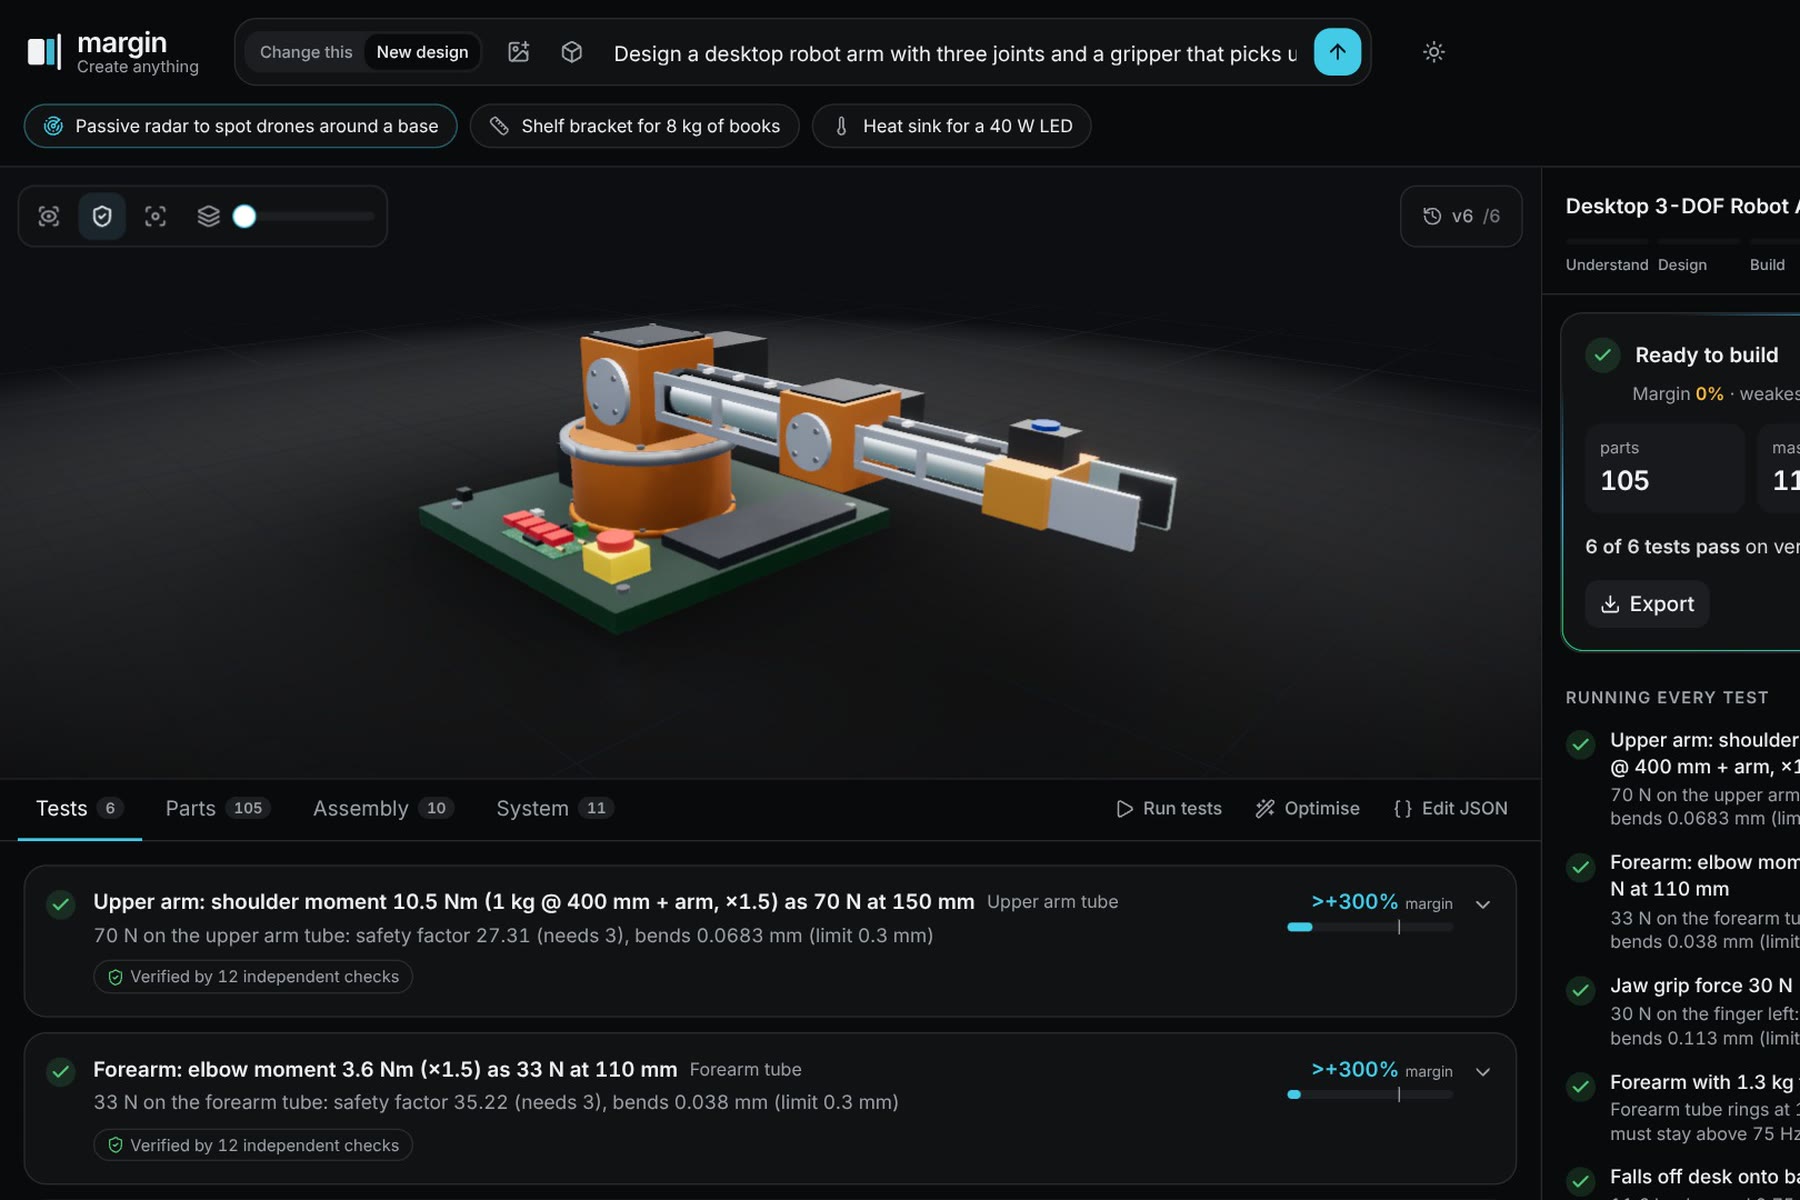 margin
Create anything
Change this
New design
Design a desktop robot arm with three joints and a gripper that picks u
Passive radar to spot drones around a base
Shelf bracket for 8 kg of books
Heat sink for a 40 W LED
v6 /6
Desktop 3-DOF Robot A
Understand Design Build
Ready to build
Margin 0% · weakes
parts
105
mas
11
6 of 6 tests pass on ver
Export
RUNNING EVERY TEST
Upper arm: shoulder
@ 400 mm + arm, ×1
70 N on the upper arm
bends 0.0683 mm (lim
Forearm: elbow mom
N at 110 mm
33 N on the forearm tu
bends 0.038 mm (limit
Jaw grip force 30 N
30 N on the finger left:
bends 0.113 mm (limit
Forearm with 1.3 kg
Forearm tube rings at 1
must stay above 75 Hz
Falls off desk onto ba
Tests 6
Parts 105
Assembly 10
System 11
Run tests
Optimise
{ } Edit JSON
Upper arm: shoulder moment 10.5 Nm (1 kg @ 400 mm + arm, ×1.5) as 70 N at 150 mm Upper arm tube
>+300% margin
70 N on the upper arm tube: safety factor 27.31 (needs 3), bends 0.0683 mm (limit 0.3 mm)
Verified by 12 independent checks
Forearm: elbow moment 3.6 Nm (×1.5) as 33 N at 110 mm Forearm tube
>+300% margin
33 N on the forearm tube: safety factor 35.22 (needs 3), bends 0.038 mm (limit 0.3 mm)
Verified by 12 independent checks